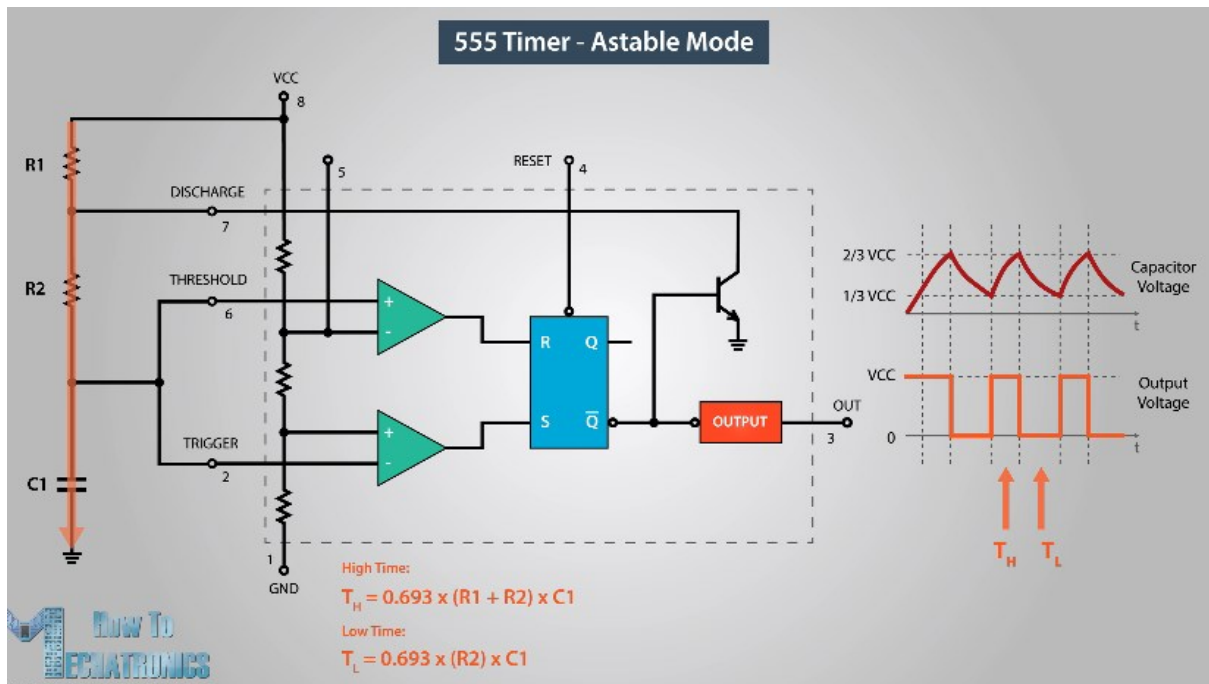 555 Timer - Astable Mode
VCC
8
R1
5
RESET
4
DISCHARGE
7
R2
THRESHOLD
6
+
-
R
Q
S
Q̅
TRIGGER
2
+
-
OUTPUT
OUT
3
C1
1
GND
2/3 VCC
1/3 VCC
Capacitor
Voltage
t
VCC
0
Output
Voltage
t
TH
TL
High Time:
TH = 0.693 x (R1 + R2) x C1
Low Time:
TL = 0.693 x (R2) x C1
How To
MECHATRONICS